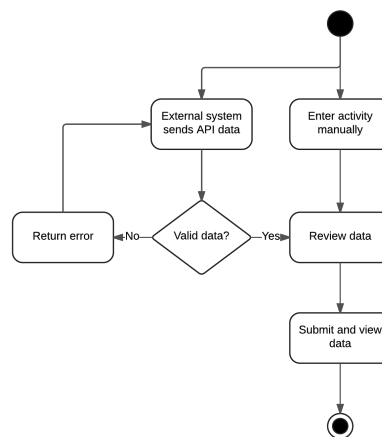 External system
sends API data
Enter activity
manually
Return error
No
Valid data?
Yes
Review data
Submit and view
data